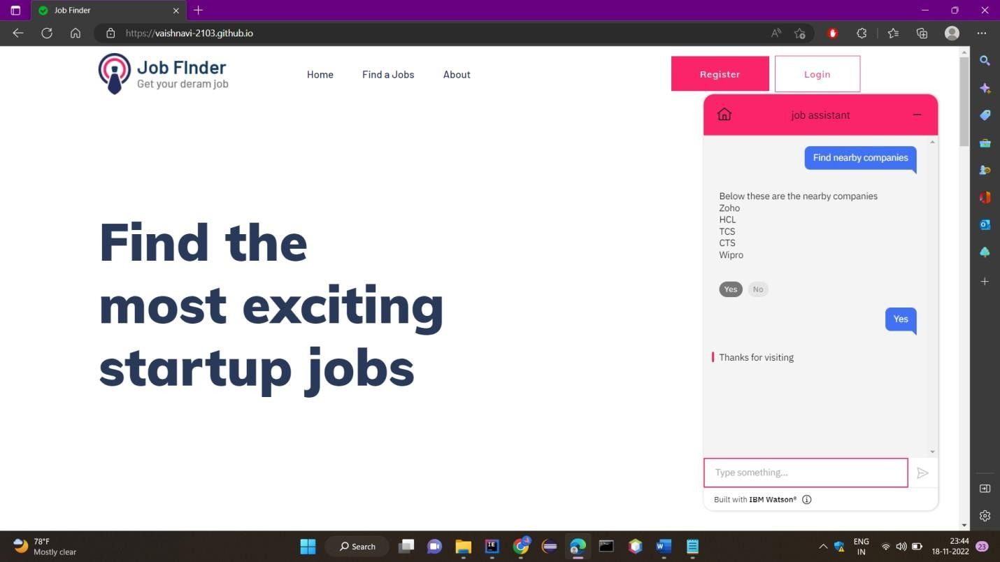 Job Finder
https://vaishnavi-2103.github.io
Job FInder
Get your deram job
Home
Find a Jobs
About
Register
Login
job assistant
Find nearby companies
Below these are the nearby companies
Zoho
HCL
TCS
CTS
Wipro
Yes
No
Yes
Thanks for visiting
Find the
most exciting
startup jobs
Type something...
Built with IBM Watson®
78°F
Mostly clear
Search
ENG
IN
23:44
18-11-2022
23